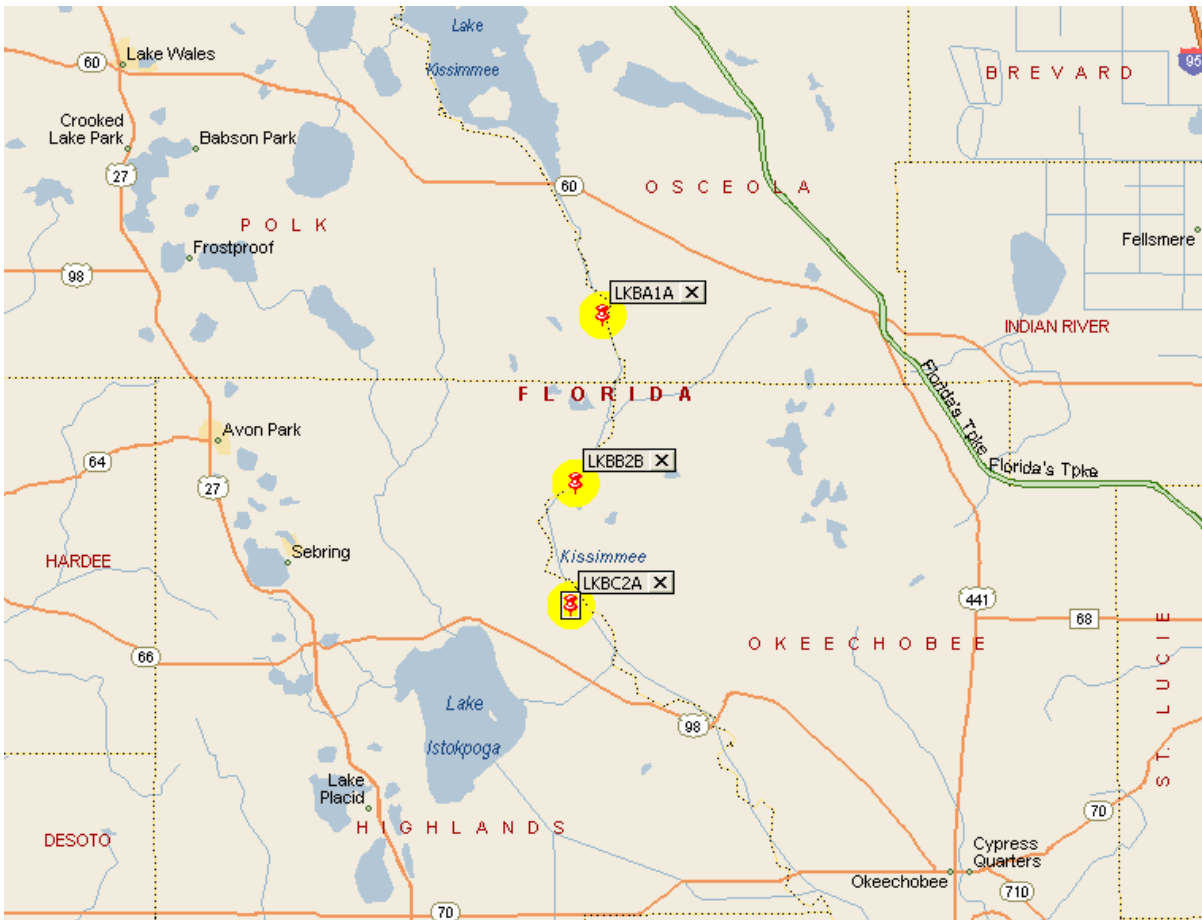 Lake
Kissimmee
Lake Wales
60
95
BREVARD
Crooked
Lake Park
Babson Park
27
60
OSCEOLA
POLK
Fellsmere
Frostproof
98
LKBA1A
INDIAN RIVER
FLORIDA
Florida's Tpke
Avon Park
64
LKBB2B
Florida's Tpke
27
Sebring
Kissimmee
HARDEE
LKBC2A
441
68
OKEECHOBEE
66
ST. LUCIE
Lake
Istokpoga
98
Lake
Placid
HIGHLANDS
70
DESOTO
Cypress
Quarters
Okeechobee
710
70